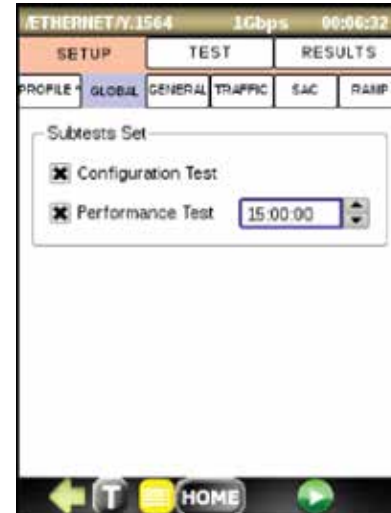 /ETHERNET/Y.1564 1Gbps 00:06:32
SETUP TEST RESULTS
PROFILE * GLOBAL GENERAL TRAFFIC SAC RAMP
Subtests Set
Configuration Test
Performance Test 15:00:00
T HOME